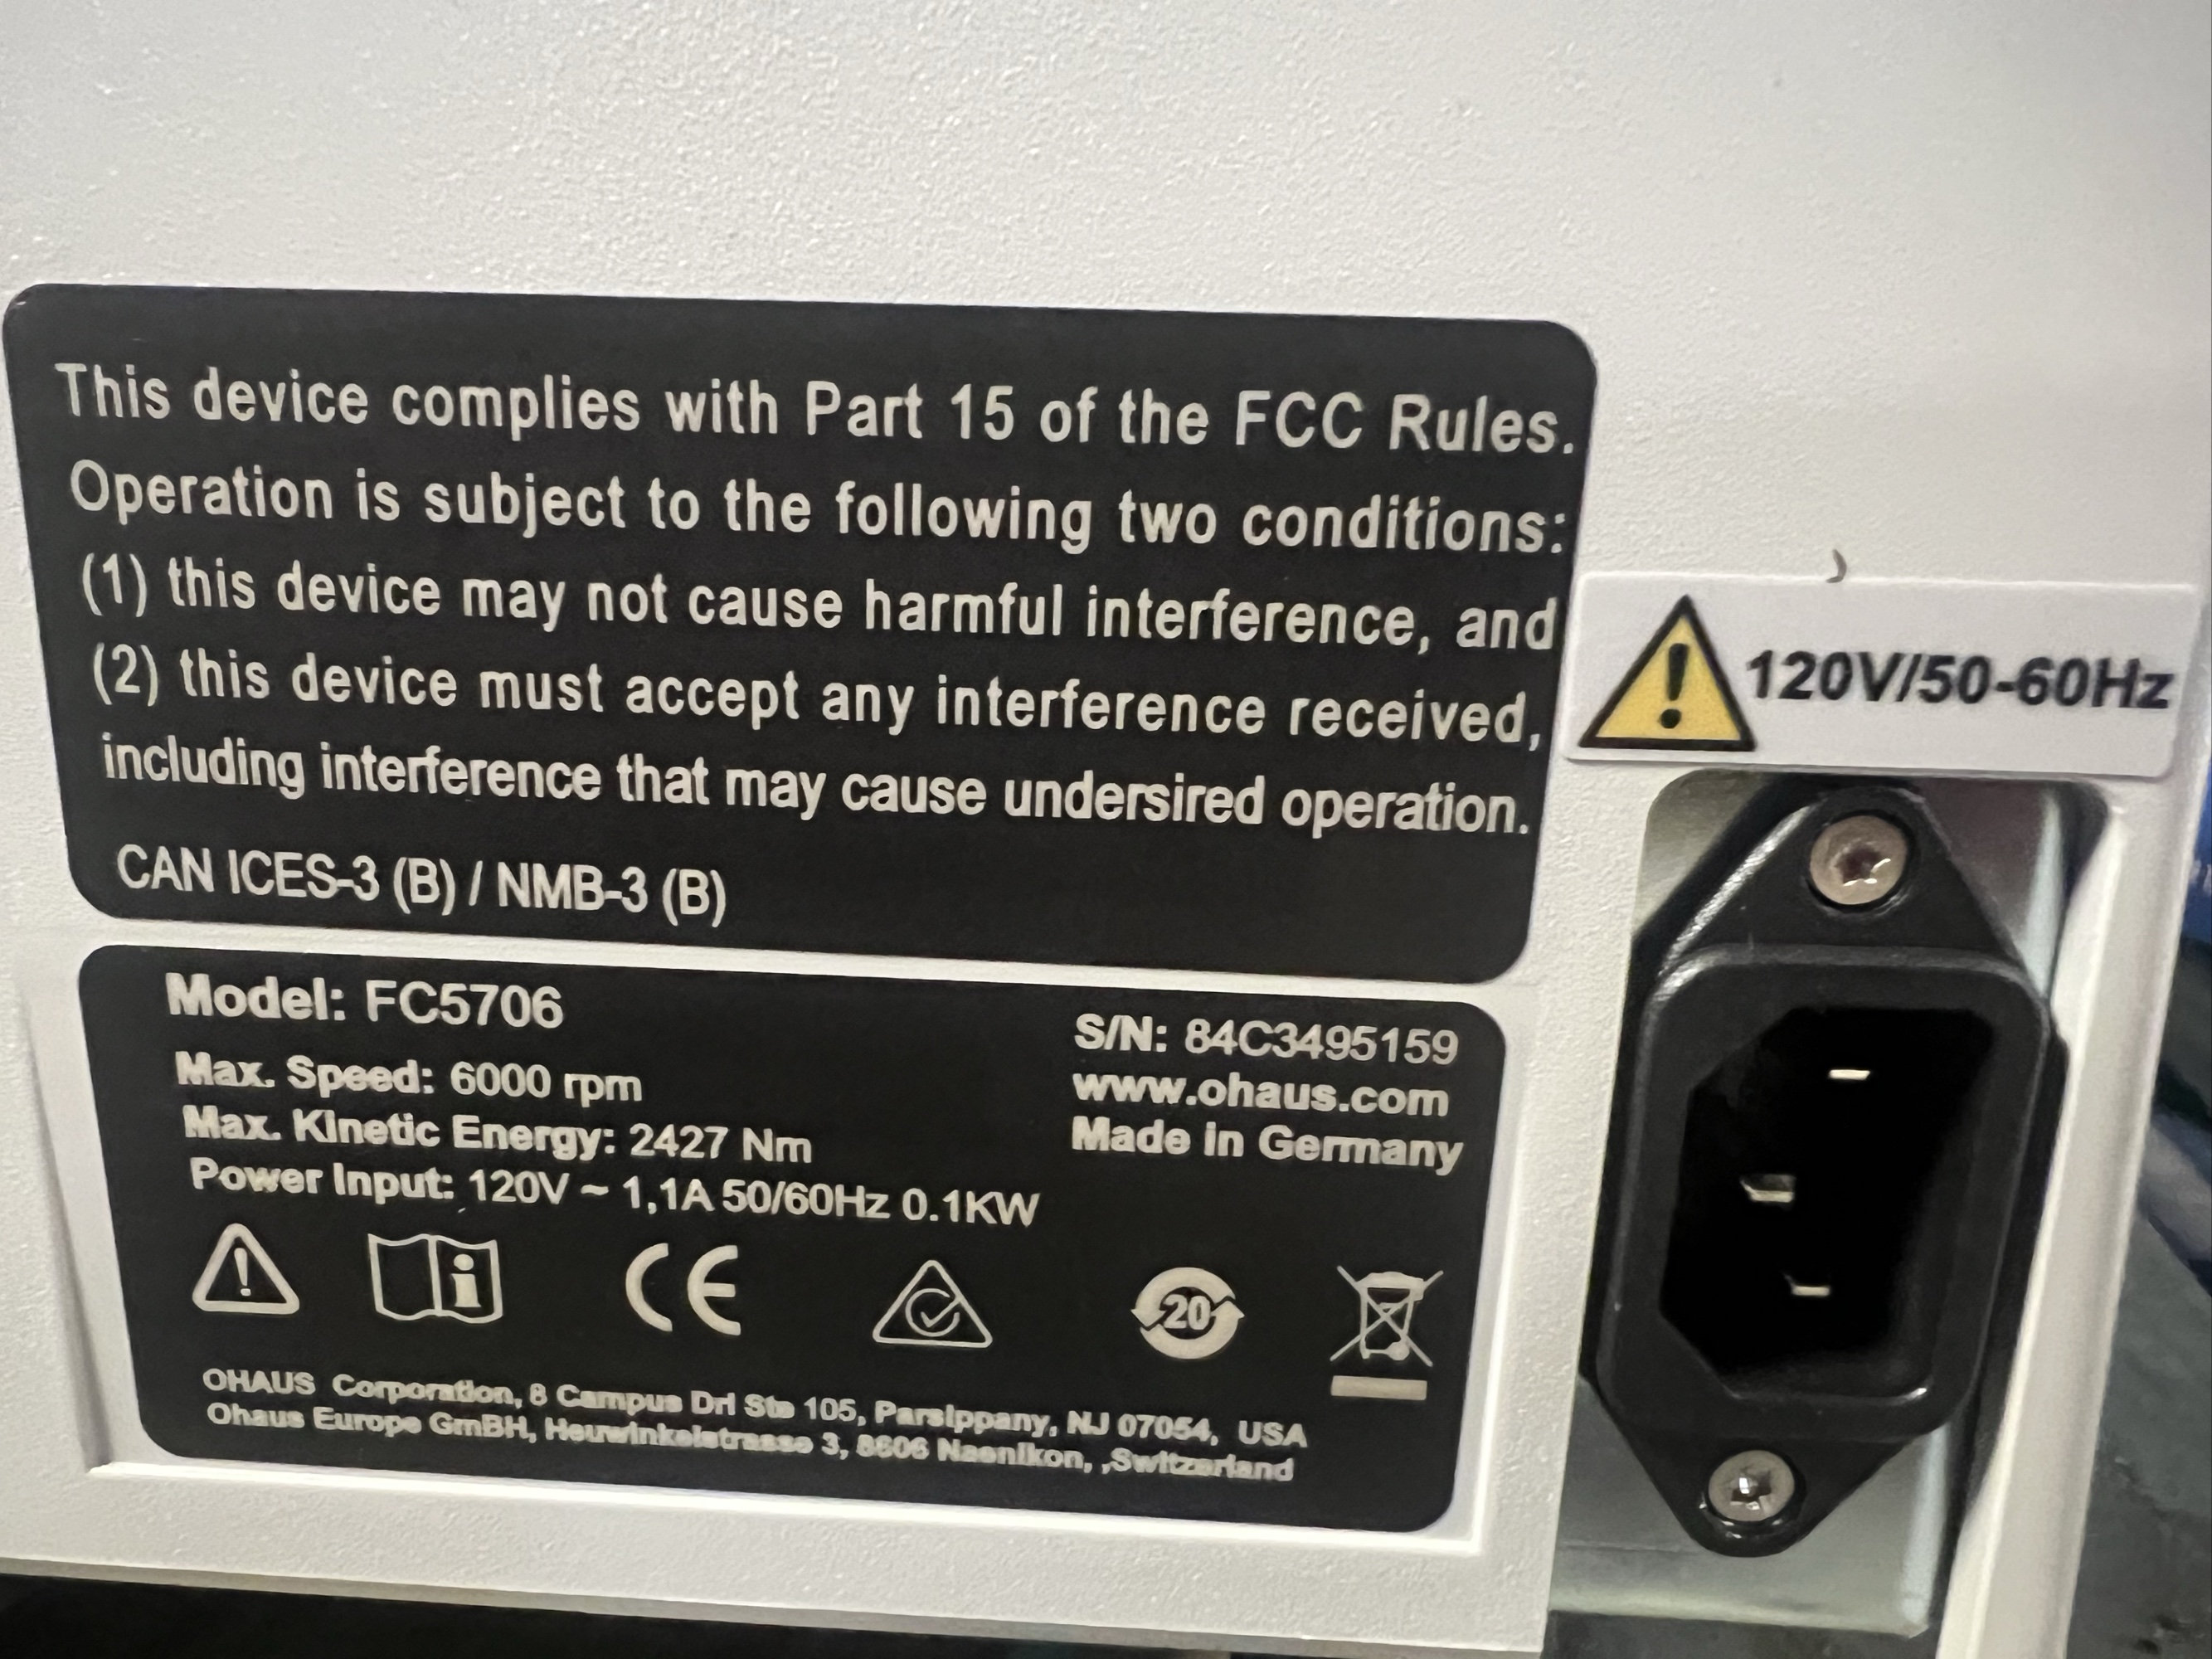 This device complies with Part 15 of the FCC Rules.
Operation is subject to the following two conditions:
(1) this device may not cause harmful interference, and
(2) this device must accept any interference received,
including interference that may cause undersired operation.
CAN ICES-3 (B) / NMB-3 (B)
120V/50-60Hz
Model: FC5706
Max. Speed: 6000 rpm
Max. Kinetic Energy: 2427 Nm
Power Input: 120V ~ 1,1A 50/60Hz 0.1KW
S/N: 84C3495159
www.ohaus.com
Made in Germany
CE
20
OHAUS Corporation, 8 Campus Dri Ste 105, Parsippany, NJ 07054, USA
Ohaus Europe GmBH, Heuwinkelstrasse 3, 8606 Naenikon, ,Switzerland